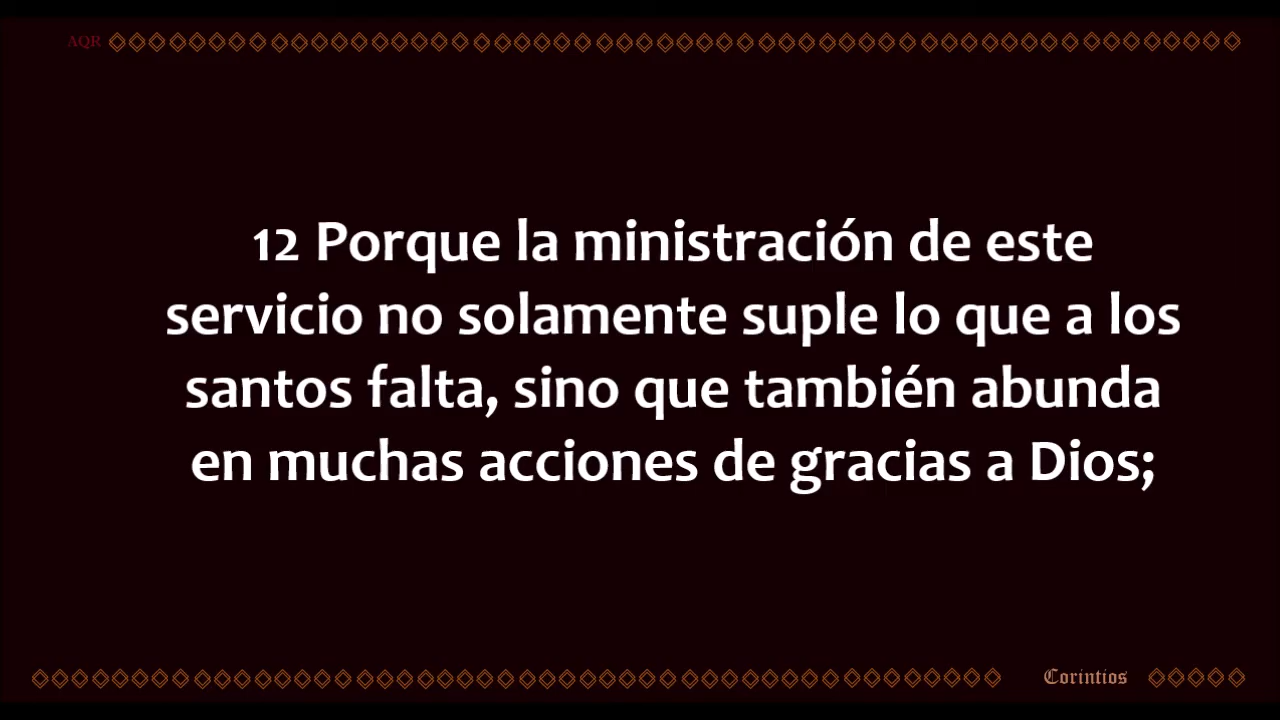 AQR
12 Porque la ministración de este
servicio no solamente suple lo que a los
santos falta, sino que también abunda
en muchas acciones de gracias a Dios;
Corintios